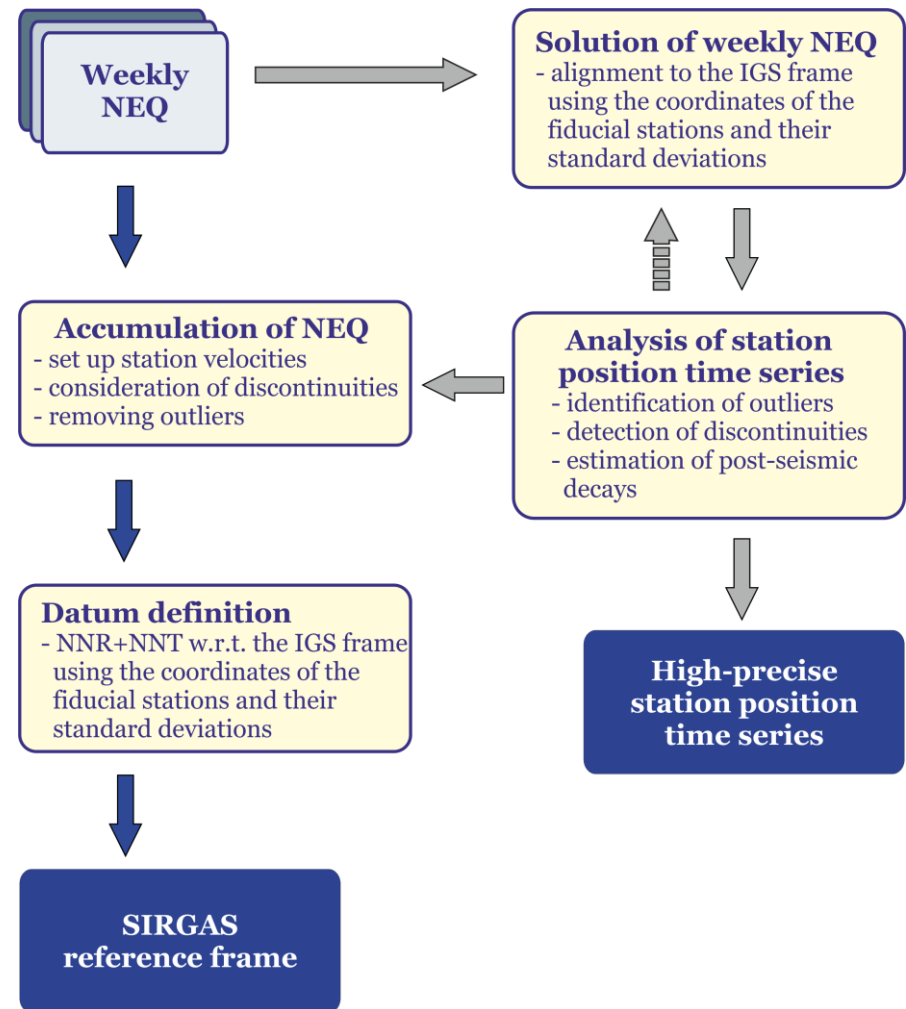 Weekly
NEQ
Solution of weekly NEQ
- alignment to the IGS frame
using the coordinates of the
fiducial stations and their
standard deviations
Accumulation of NEQ
- set up station velocities
- consideration of discontinuities
- removing outliers
Analysis of station
position time series
- identification of outliers
- detection of discontinuities
- estimation of post-seismic
decays
Datum definition
- NNR+NNT w.r.t. the IGS frame
using the coordinates of the
fiducial stations and their
standard deviations
High-precise
station position
time series
SIRGAS
reference frame